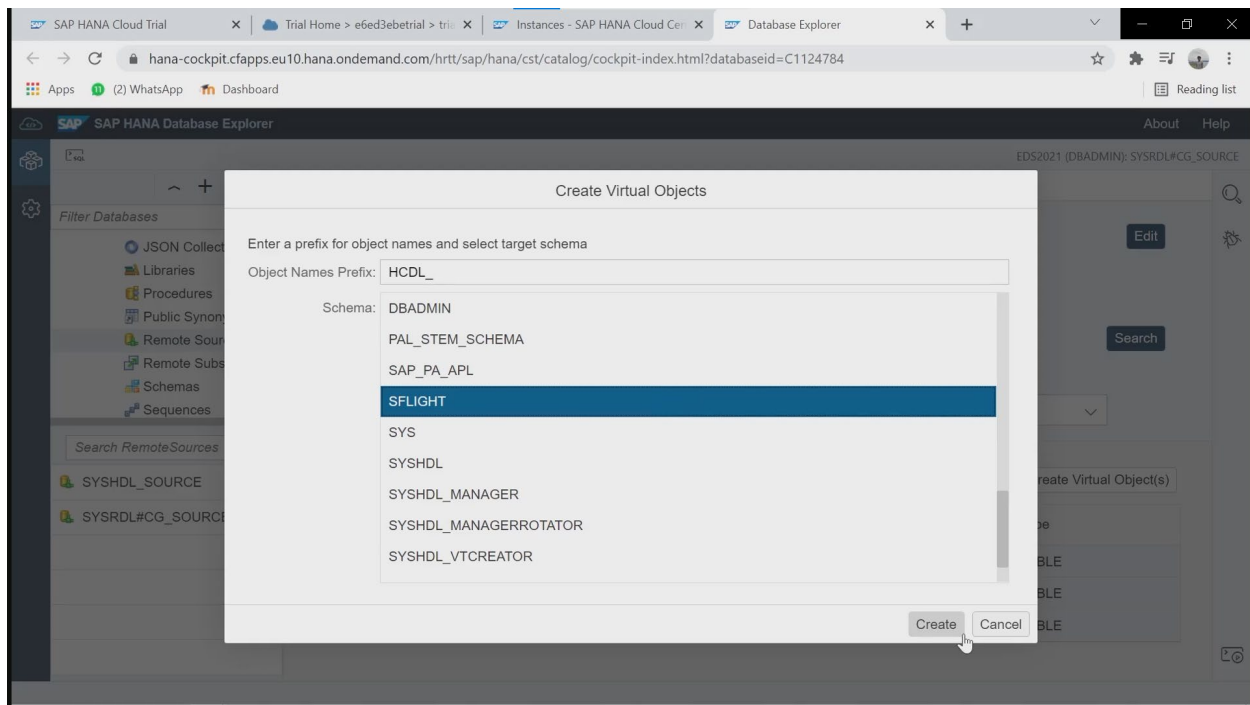 SAP HANA Cloud Trial
Trial Home > e6ed3ebetrial > tria
Instances - SAP HANA Cloud Cen
Database Explorer
hana-cockpit.cfapps.eu10.hana.ondemand.com/hrtt/sap/hana/cst/catalog/cockpit-index.html?databaseid=C1124784
Apps
(2) WhatsApp
Dashboard
Reading list
SAP SAP HANA Database Explorer
About Help
SQL
EDS2021 (DBADMIN): SYSRDL#CG_SOURCE
Create Virtual Objects
Filter Databases
Edit
JSON Collect
Enter a prefix for object names and select target schema
Libraries
Object Names Prefix: HCDL_
Procedures
Schema: DBADMIN
Public Synony
Remote Sour
PAL_STEM_SCHEMA
Search
Remote Subs
SAP_PA_APL
Schemas
SFLIGHT
Sequences
SYS
Search RemoteSources
SYSHDL
SYSHDL_SOURCE
reate Virtual Object(s)
SYSHDL_MANAGER
SYSRDL#CG_SOURCE
SYSHDL_MANAGERROTATOR
pe
SYSHDL_VTCREATOR
BLE
BLE
Create Cancel
BLE